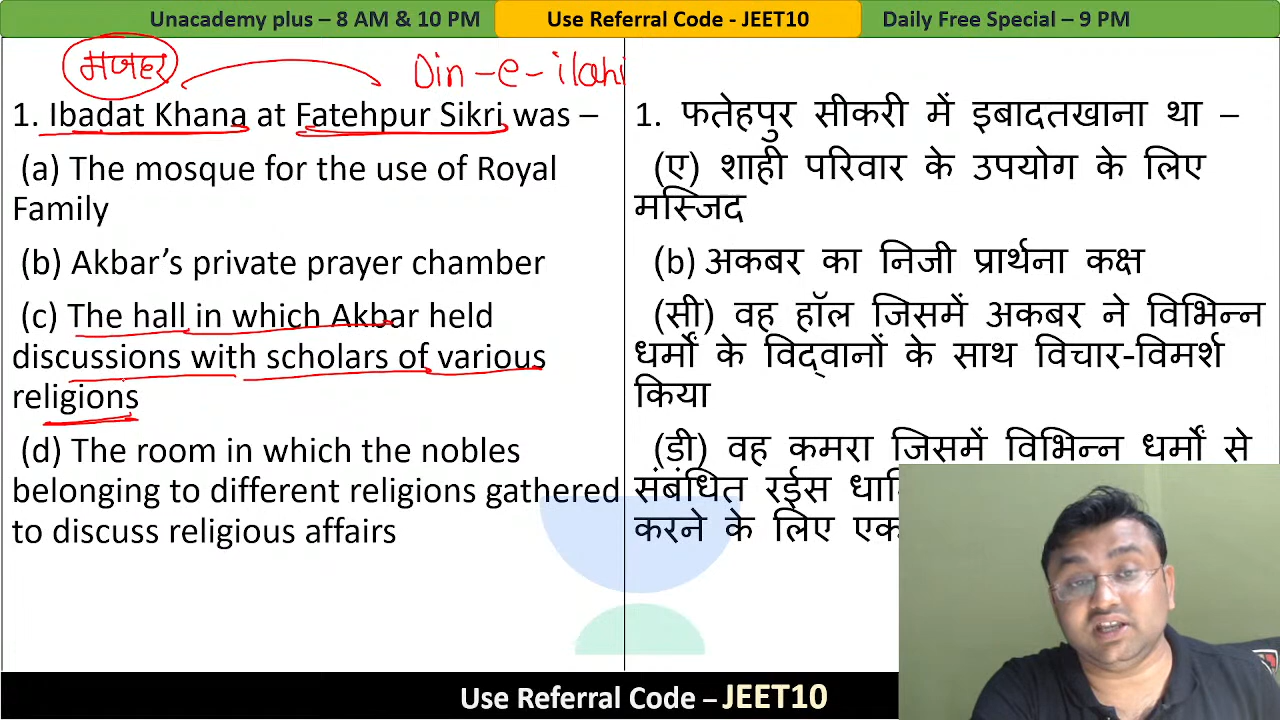 Unacademy plus – 8 AM & 10 PM
Use Referral Code - JEET10
Daily Free Special – 9 PM
मजहर
Din-e-ilahi
1. Ibadat Khana at Fatehpur Sikri was –
(a) The mosque for the use of Royal
Family
(b) Akbar’s private prayer chamber
(c) The hall in which Akbar held
discussions with scholars of various
religions
(d) The room in which the nobles
belonging to different religions gathered
to discuss religious affairs
1. फतेहपुर सीकरी में इबादतखाना था –
(ए) शाही परिवार के उपयोग के लिए
मस्जिद
(b) अकबर का निजी प्रार्थना कक्ष
(सी) वह हॉल जिसमें अकबर ने विभिन्न
धर्मों के विद्वानों के साथ विचार-विमर्श
किया
(डी) वह कमरा जिसमें विभिन्न धर्मों से
संबंधित रईस
करने के लिए
Use Referral Code – JEET10